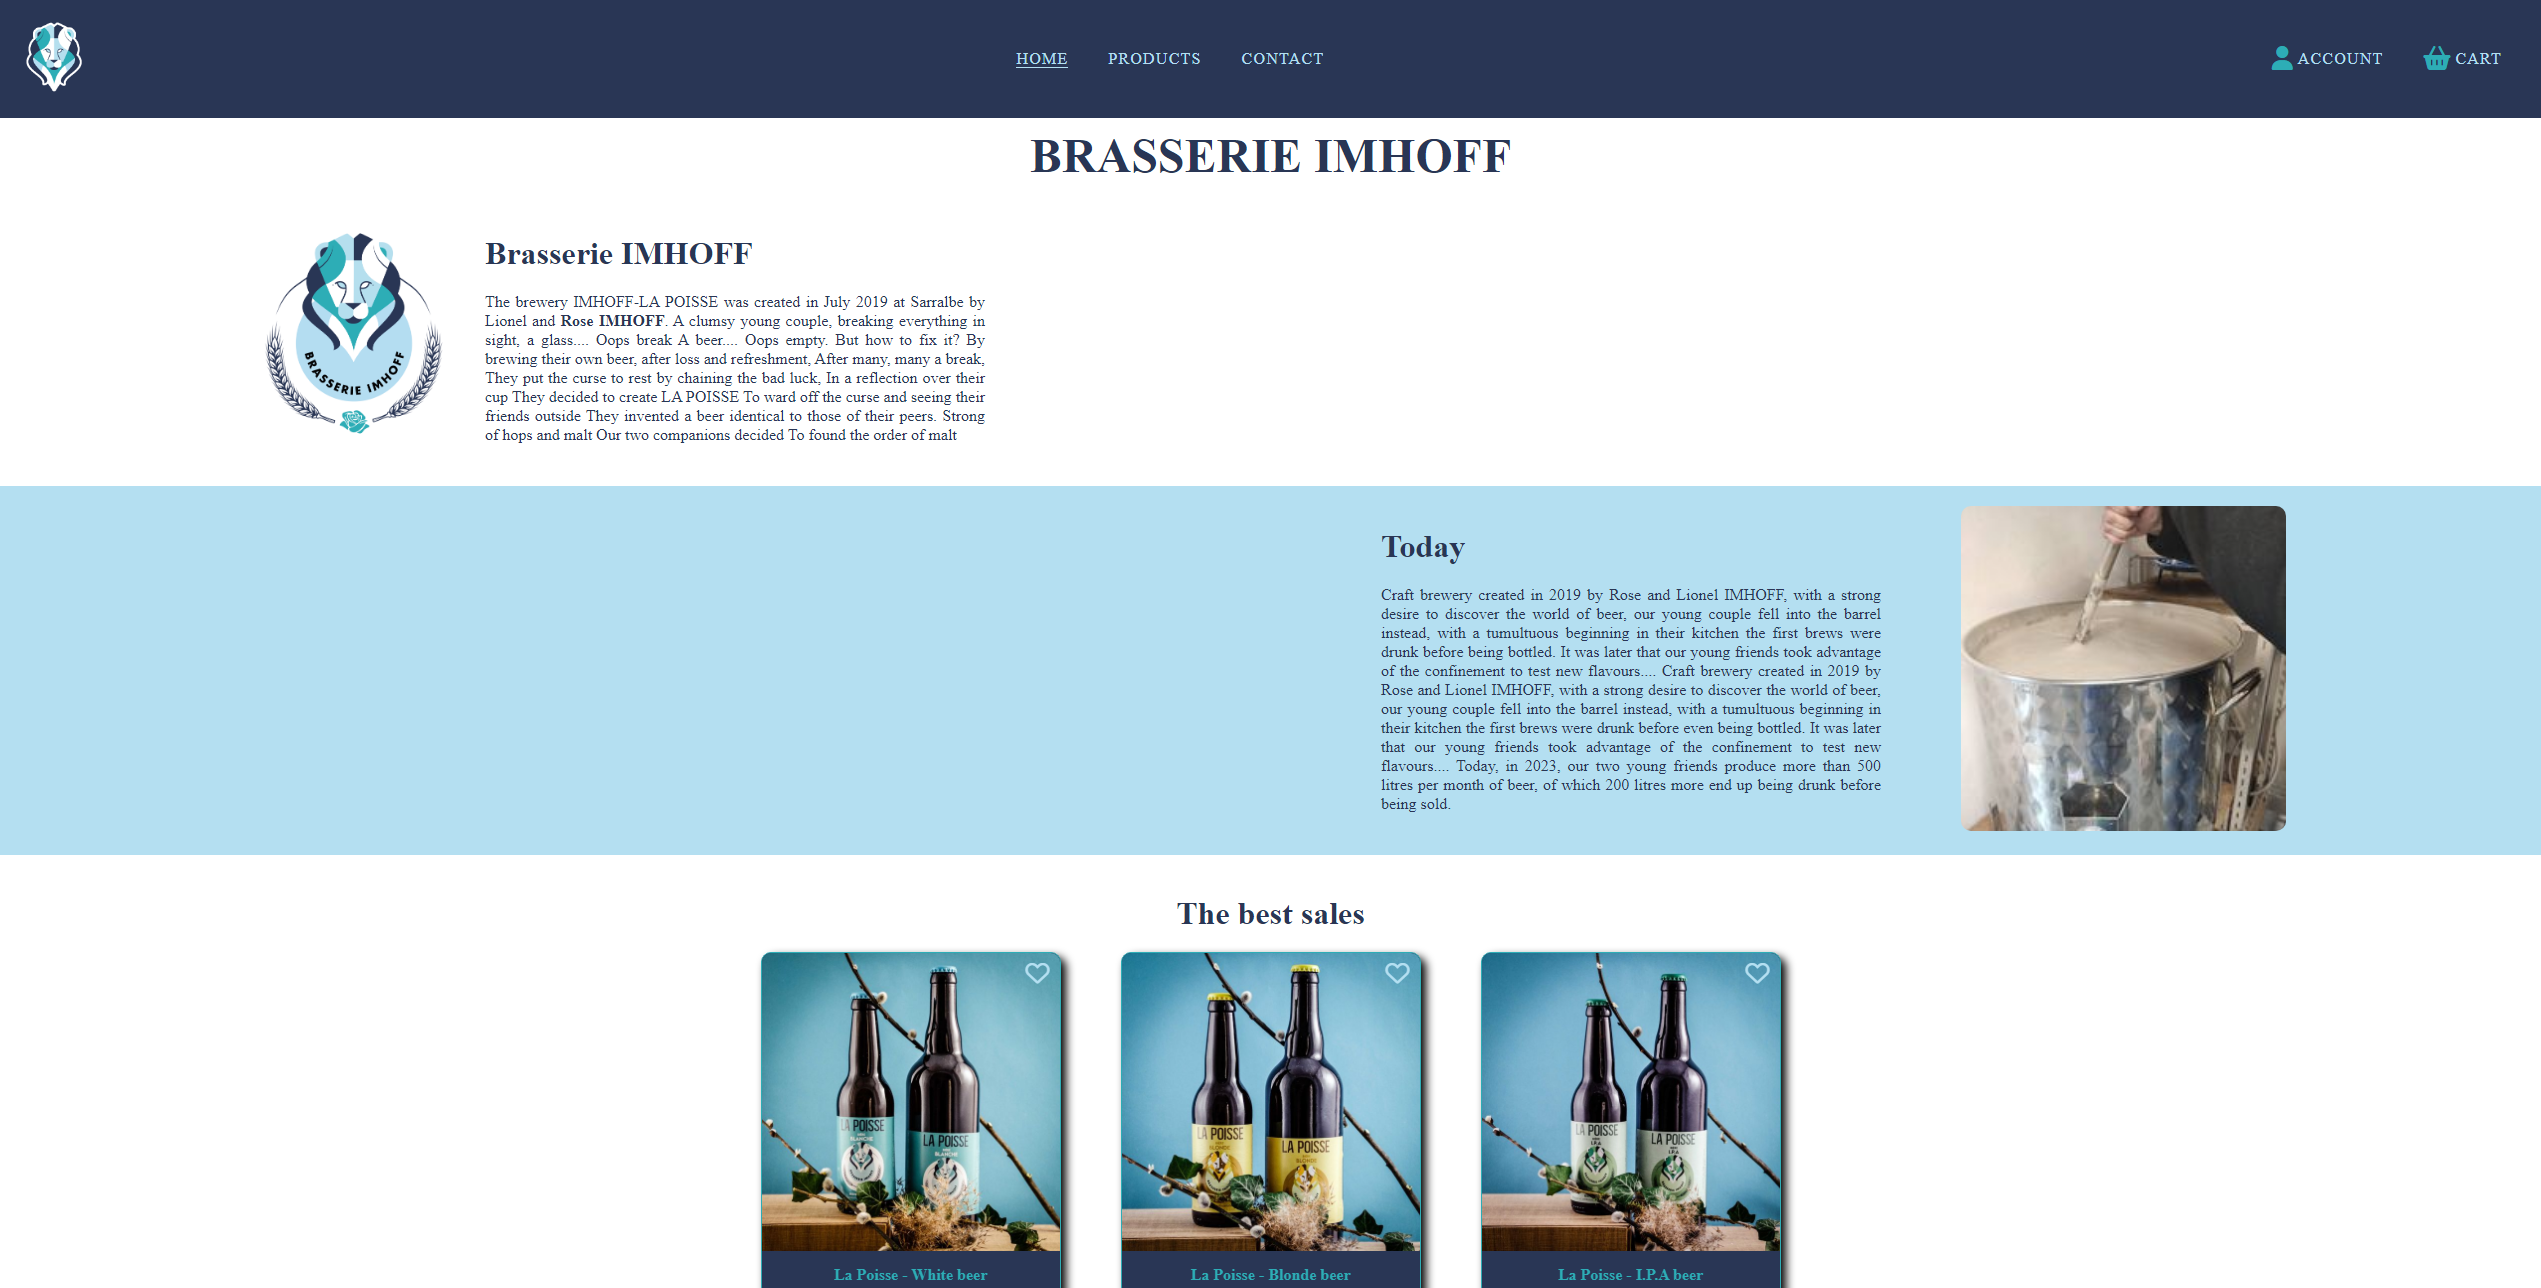 HOME PRODUCTS CONTACT ACCOUNT CART
BRASSERIE IMHOFF
BRASSERIE IMHOFF
Brasserie IMHOFF
The brewery IMHOFF-LA POISSE was created in July 2019 at Sarralbe by
Lionel and Rose IMHOFF. A clumsy young couple, breaking everything in
sight, a glass.... Oops break A beer.... Oops empty. But how to fix it? By
brewing their own beer, after loss and refreshment, After many, many a break,
They put the curse to rest by chaining the bad luck, In a reflection over their
cup They decided to create LA POISSE To ward off the curse and seeing their
friends outside They invented a beer identical to those of their peers. Strong
of hops and malt Our two companions decided To found the order of malt
Today
Craft brewery created in 2019 by Rose and Lionel IMHOFF, with a strong
desire to discover the world of beer, our young couple fell into the barrel
instead, with a tumultuous beginning in their kitchen the first brews were
drunk before being bottled. It was later that our young friends took advantage
of the confinement to test new flavours.... Craft brewery created in 2019 by
Rose and Lionel IMHOFF, with a strong desire to discover the world of beer,
our young couple fell into the barrel instead, with a tumultuous beginning in
their kitchen the first brews were drunk before even being bottled. It was later
that our young friends took advantage of the confinement to test new
flavours.... Today, in 2023, our two young friends produce more than 500
litres per month of beer, of which 200 litres more end up being drunk before
being sold.
The best sales
LA POISSE
BLANCHE
LA POISSE
BLANCHE
LA POISSE
BLONDE
LA POISSE
BLONDE
LA POISSE
I.P.A
LA POISSE
I.P.A
La Poisse - White beer
La Poisse - Blonde beer
La Poisse - I.P.A beer